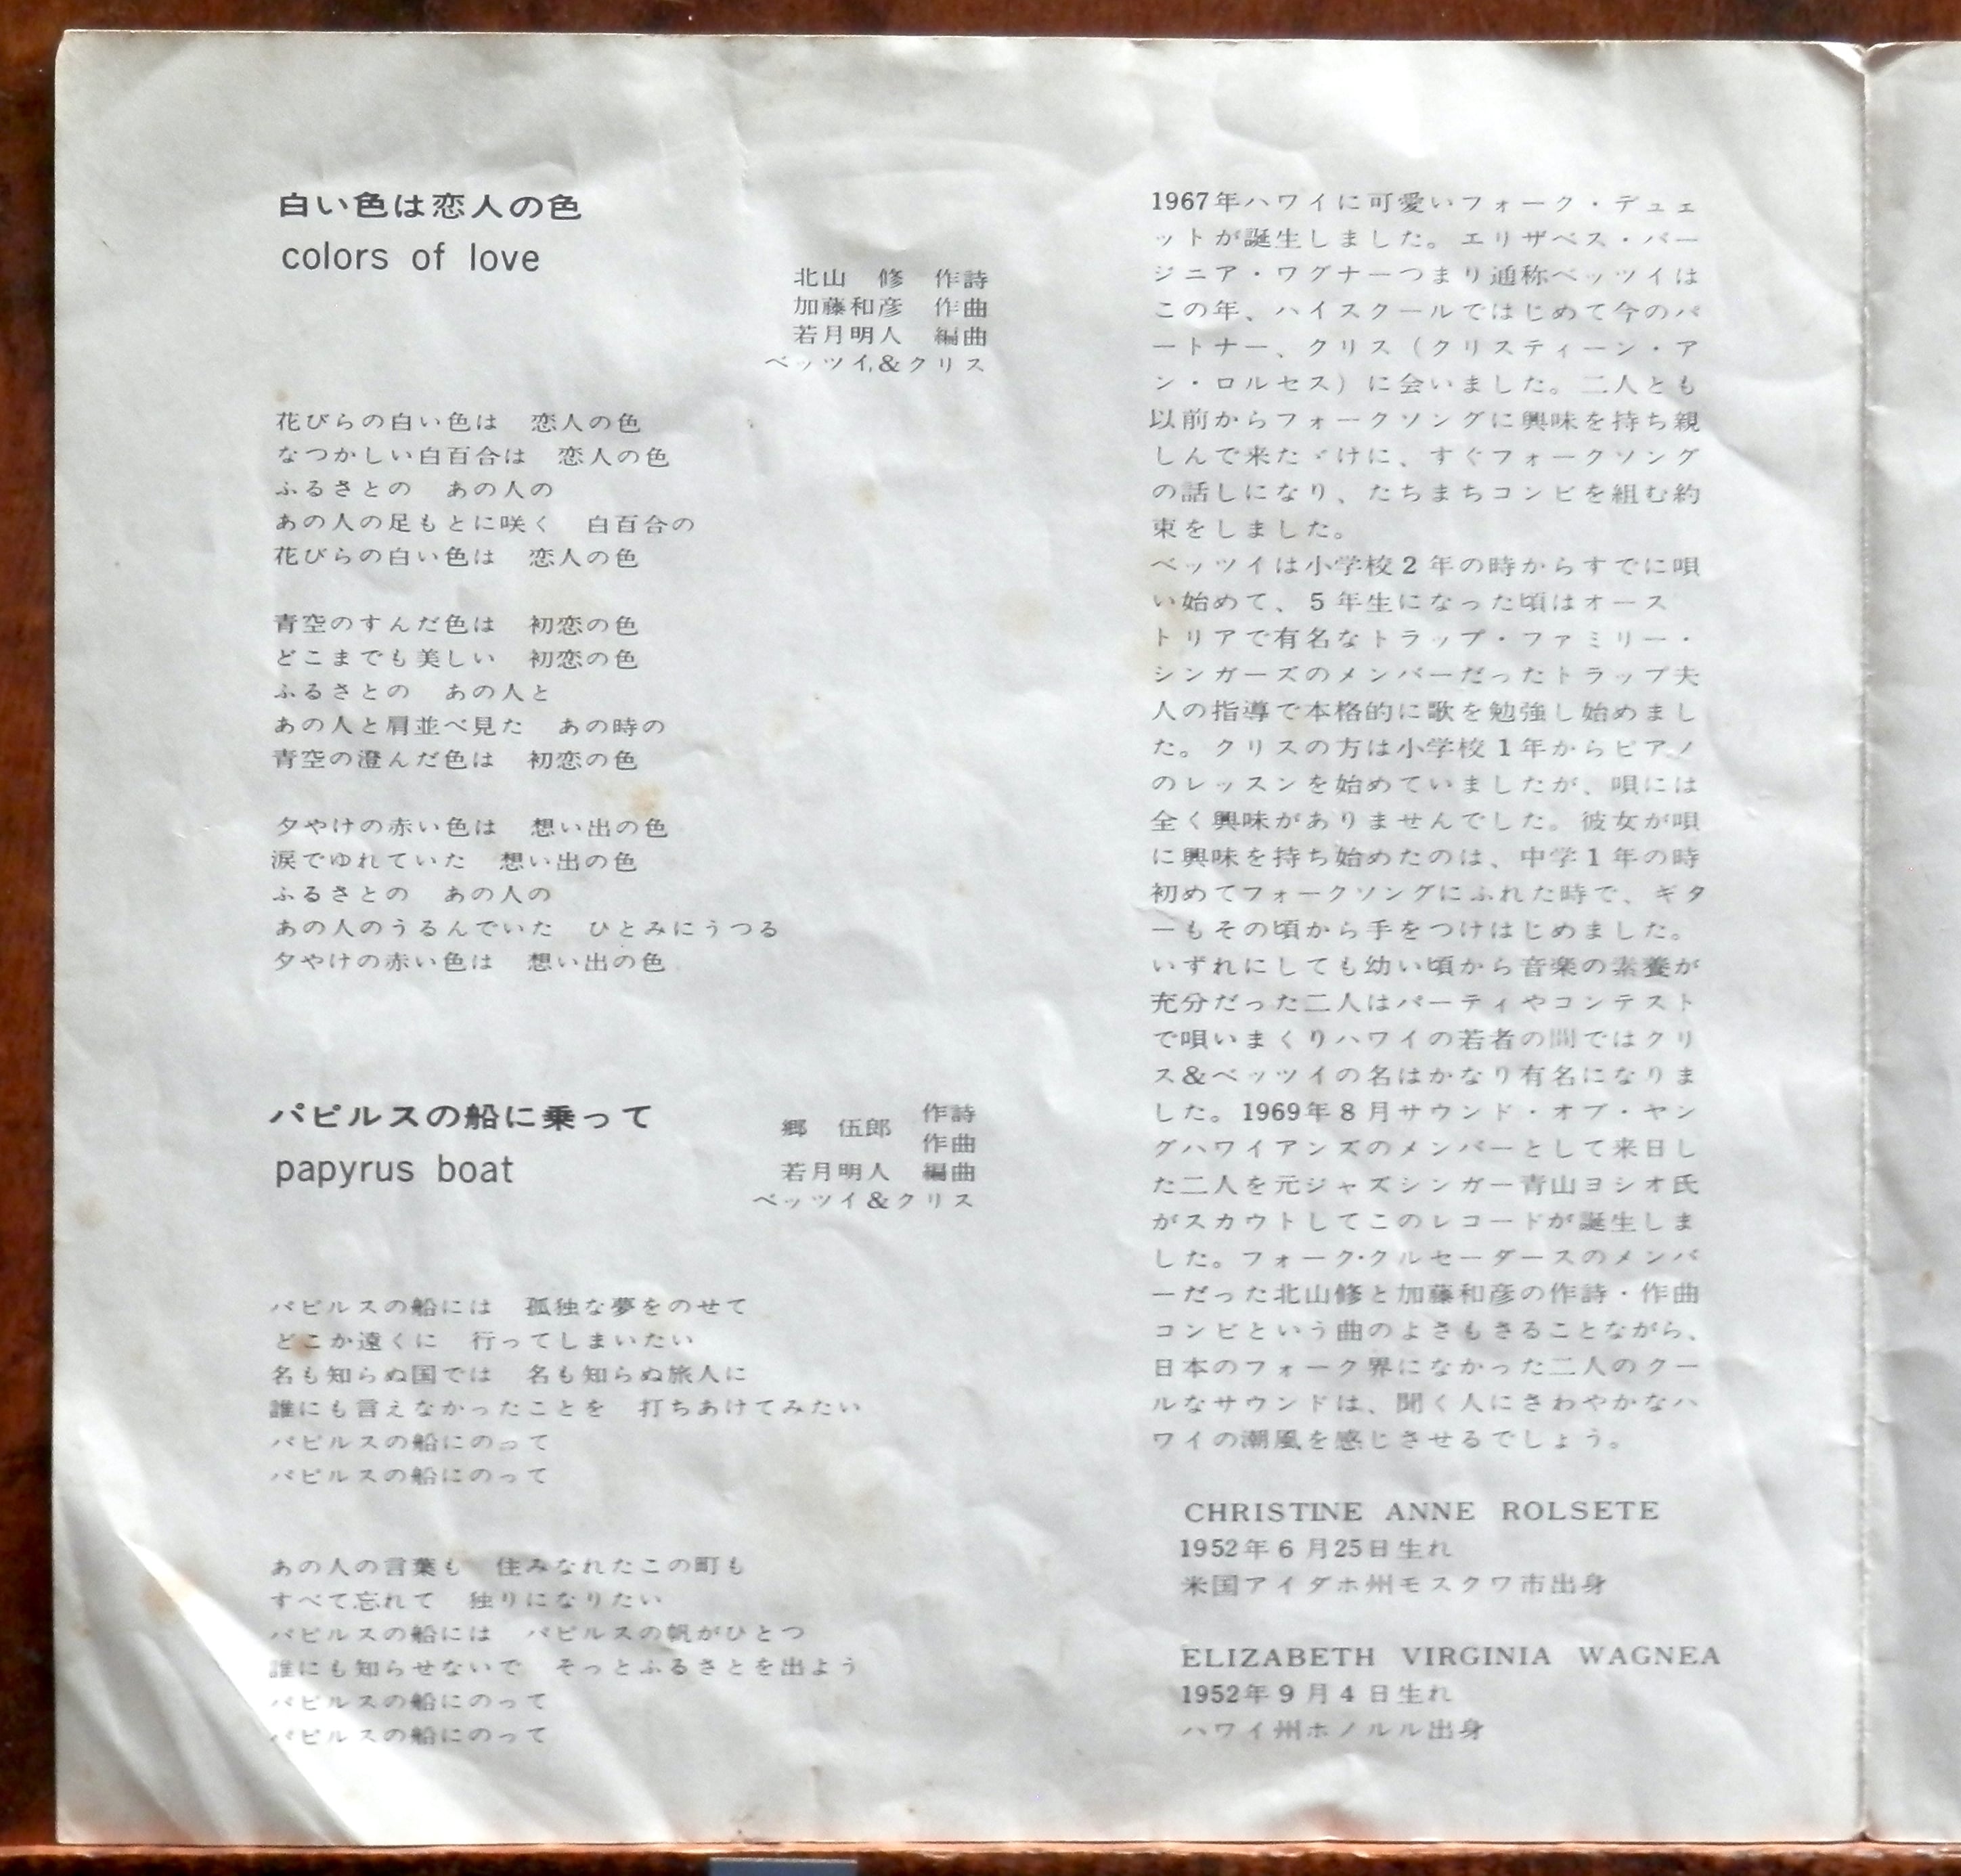 白い色は恋人の色
colors of love
北山　修　作詩
加藤和彦　作曲
若月明人　編曲
ベッツイ,&クリス
花びらの白い色は　恋人の色
なつかしい白百合は　恋人の色
ふるさとの　あの人の
あの人の足もとに咲く　白百合の
花びらの白い色は　恋人の色
青空のすんだ色は　初恋の色
どこまでも美しい　初恋の色
ふるさとの　あの人と
あの人と肩並べ見た　あの時の
青空の澄んだ色は　初恋の色
夕やけの赤い色は　想い出の色
涙でゆれていた　想い出の色
ふるさとの　あの人の
あの人のうるんでいた　ひとみにうつる
夕やけの赤い色は　想い出の色
パピルスの船に乗って
papyrus boat
郷　伍郎　作詩
作曲
若月明人　編曲
ベッツイ&クリス
パピルスの船には　孤独な夢をのせて
どこか遠くに　行ってしまいたい
名も知らぬ国では　名も知らぬ旅人に
誰にも言えなかったことを　打ちあけてみたい
パピルスの船にのって
パピルスの船にのって
あの人の言葉も　住みなれたこの町も
すべて忘れて　独りになりたい
パピルスの船には　パピルスの帆がひとつ
誰にも知らせないで　そっとふるさとを出よう
パピルスの船にのって
パピルスの船にのって
1967年ハワイに可愛いフォーク・デュェ
ットが誕生しました。エリザベス・バー
ジニア・ワグナーつまり通称ベッツイは
この年、ハイスクールではじめて今のパ
ートナー、クリス（クリスティーン・ア
ン・ロルセス）に会いました。二人とも
以前からフォークソングに興味を持ち親
しんで来たゞけに、すぐフォークソング
の話しになり、たちまちコンビを組む約
束をしました。
ベッツイは小学校2年の時からすでに唄
い始めて、5年生になった頃はオース
トリアで有名なトラップ・ファミリー・
シンガーズのメンバーだったトラップ夫
人の指導で本格的に歌を勉強し始めまし
た。クリスの方は小学校1年からピアノ
のレッスンを始めていましたが、唄には
全く興味がありませんでした。彼女が唄
に興味を持ち始めたのは、中学1年の時
初めてフォークソングにふれた時で、ギタ
ーもその頃から手をつけはじめました。
いずれにしても幼い頃から音楽の素養が
充分だった二人はパーティやコンテスト
で唄いまくりハワイの若者の間ではクリ
ス&ベッツイの名はかなり有名になりま
した。1969年8月サウンド・オブ・ヤン
グハワイアンズのメンバーとして来日し
た二人を元ジャズシンガー青山ヨシオ氏
がスカウトしてこのレコードが誕生しま
した。フォーク・クルセーダースのメンバ
ーだった北山修と加藤和彦の作詩・作曲
コンビという曲のよさもさることながら、
日本のフォーク界になかった二人のクー
ルなサウンドは、聞く人にさわやかなハ
ワイの潮風を感じさせるでしょう。
CHRISTINE ANNE ROLSETE
1952年6月25日生れ
米国アイダホ州モスクワ市出身
ELIZABETH VIRGINIA WAGNEA
1952年9月4日生れ
ハワイ州ホノルル出身